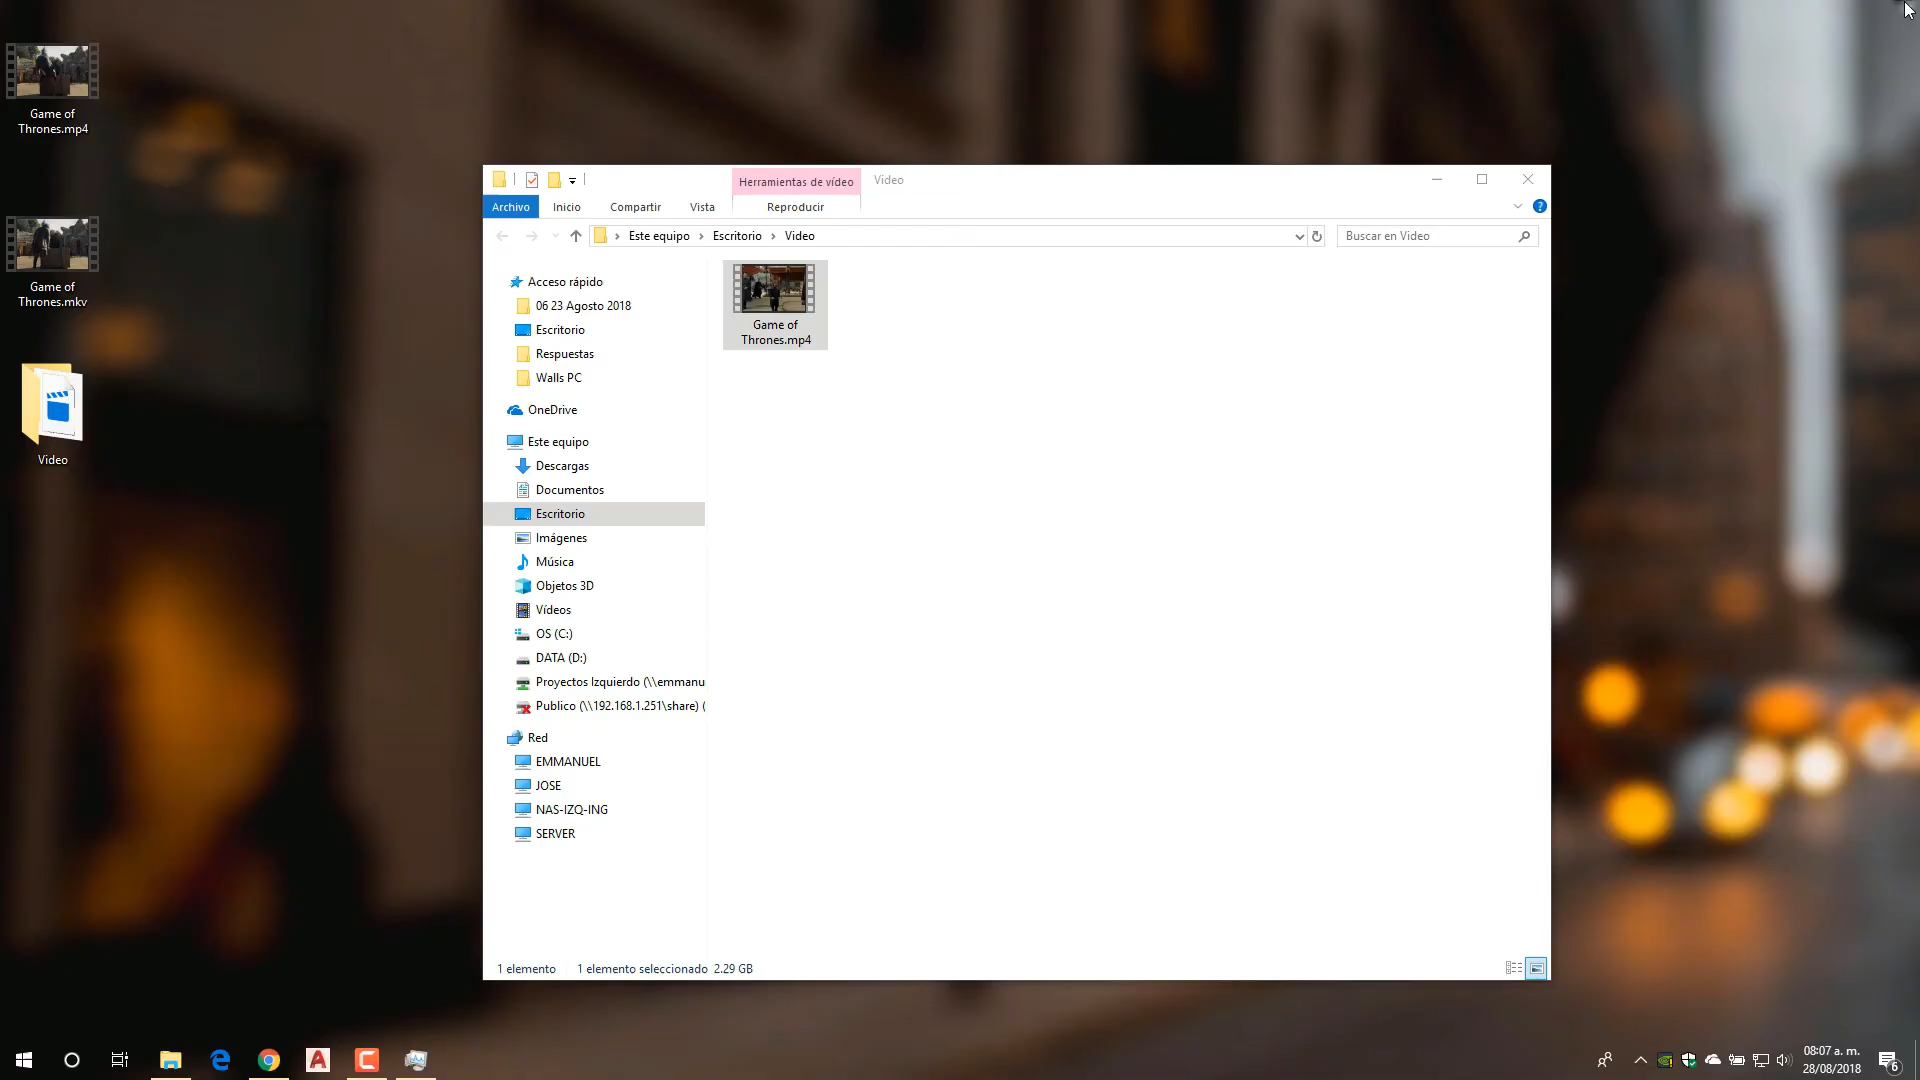 Game of
Thrones.mp4
Game of
Thrones.mkv
Video
Herramientas de vídeo
Video
Archivo
Inicio
Compartir
Vista
Reproducir
Este equipo
Escritorio
Video
Buscar en Video
Acceso rápido
06 23 Agosto 2018
Escritorio
Respuestas
Walls PC
OneDrive
Este equipo
Descargas
Documentos
Escritorio
Imágenes
Música
Objetos 3D
Vídeos
OS (C:)
DATA (D:)
Proyectos Izquierdo (\\emmanu
Publico (\\192.168.1.251\share) (
Red
EMMANUEL
JOSE
NAS-IZQ-ING
SERVER
Game of
Thrones.mp4
1 elemento
1 elemento seleccionado 2.29 GB
08:07 a. m.
28/08/2018
6